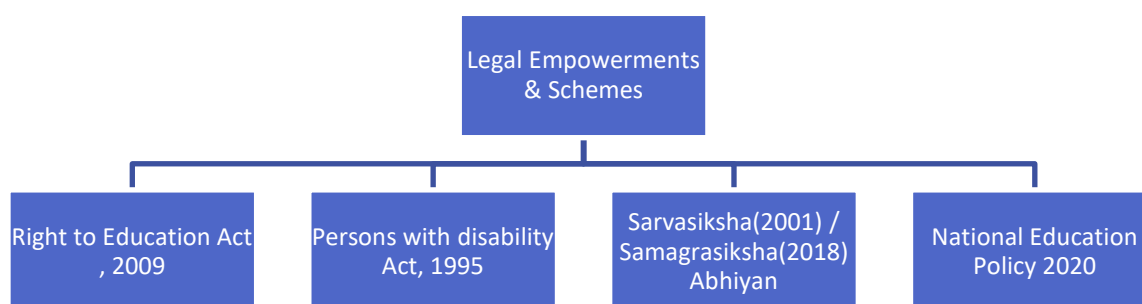 Legal Empowerments
& Schemes
Right to Education Act
, 2009
Persons with disability
Act, 1995
Sarvasiksha(2001) /
Samagrasiksha(2018)
Abhiyan
National Education
Policy 2020